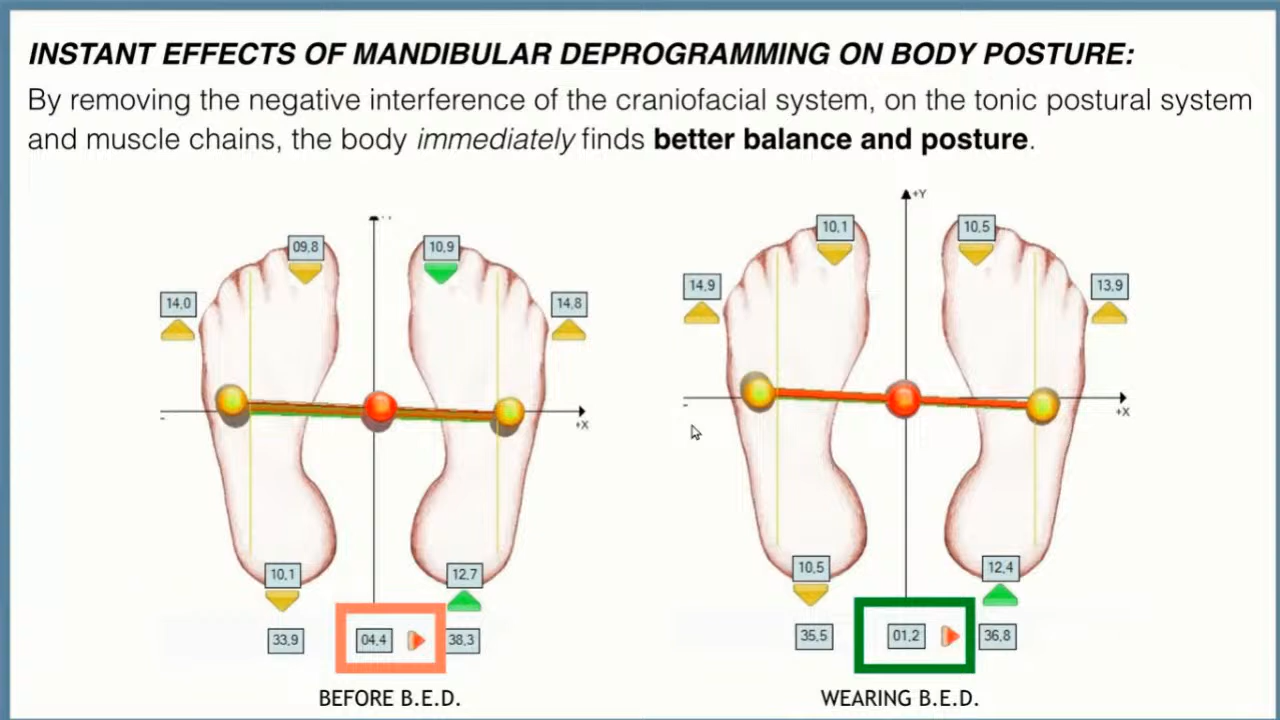 INSTANT EFFECTS OF MANDIBULAR DEPROGRAMMING ON BODY POSTURE:
By removing the negative interference of the craniofacial system, on the tonic postural system
and muscle chains, the body immediately finds better balance and posture.
+Y
09,8
10,9
10,1
10,5
14,0
14,8
14,9
13,9
+X
+X
10,1
12,7
10,5
12,4
33,9
04,4
38,3
35,5
01,2
36,8
BEFORE B.E.D.
WEARING B.E.D.